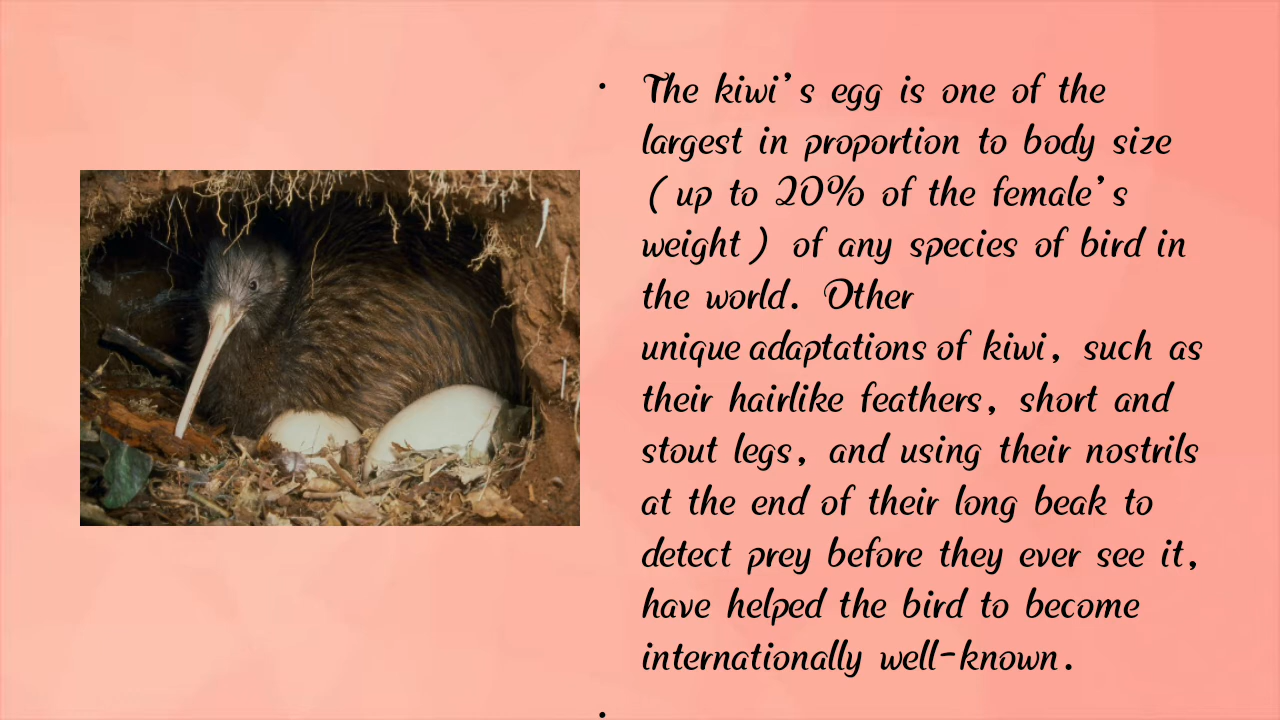 • The kiwi’s egg is one of the
largest in proportion to body size
(up to 20% of the female’s
weight) of any species of bird in
the world. Other
unique adaptations of kiwi, such as
their hairlike feathers, short and
stout legs, and using their nostrils
at the end of their long beak to
detect prey before they ever see it,
have helped the bird to become
internationally well-known.
•